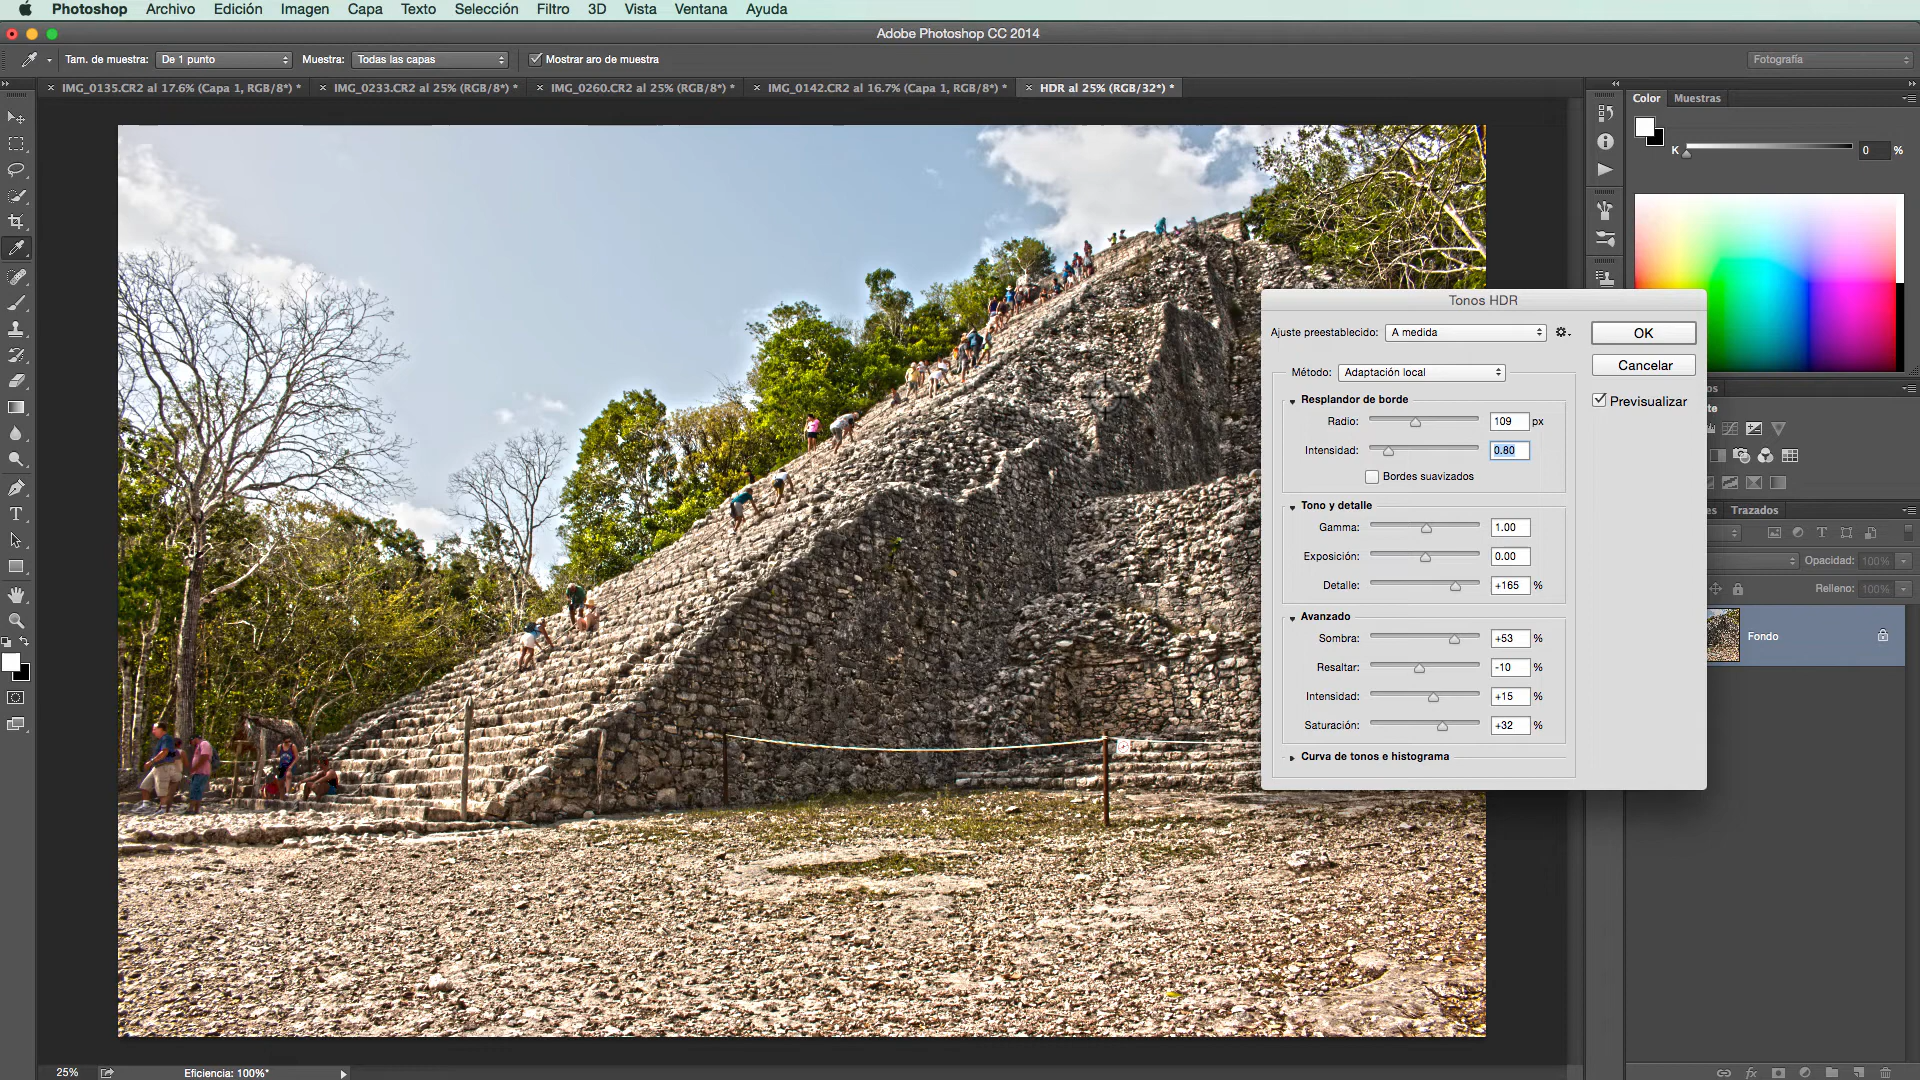 Photoshop Archivo Edición Imagen Capa Texto Selección Filtro 3D Vista Ventana Ayuda
Adobe Photoshop CC 2014
Tam. de muestra: De 1 punto Muestra: Todas las capas Mostrar aro de muestra Fotografía
IMG_0135.CR2 al 17.6% (Capa 1, RGB/8*) * IMG_0233.CR2 al 25% (RGB/8*) * IMG_0260.CR2 al 25% (RGB/8*) * IMG_0142.CR2 al 16.7% (Capa 1, RGB/8*) * HDR al 25% (RGB/32*) *
Color Muestras
K 0 %
Tonos HDR
Ajuste preestablecido: A medida OK
Cancelar
Método: Adaptación local
Previsualizar
Resplandor de borde
Radio: 109 px
Intensidad: 0.80
Bordes suavizados
Tono y detalle
Gamma: 1.00
Exposición: 0.00
Detalle: +165 %
Avanzado
Sombra: +53 %
Resaltar: -10 %
Intensidad: +15 %
Saturación: +32 %
Curva de tonos e histograma
Trazados
Opacidad: 100%
Relleno: 100%
Fondo
25% Eficiencia: 100%*